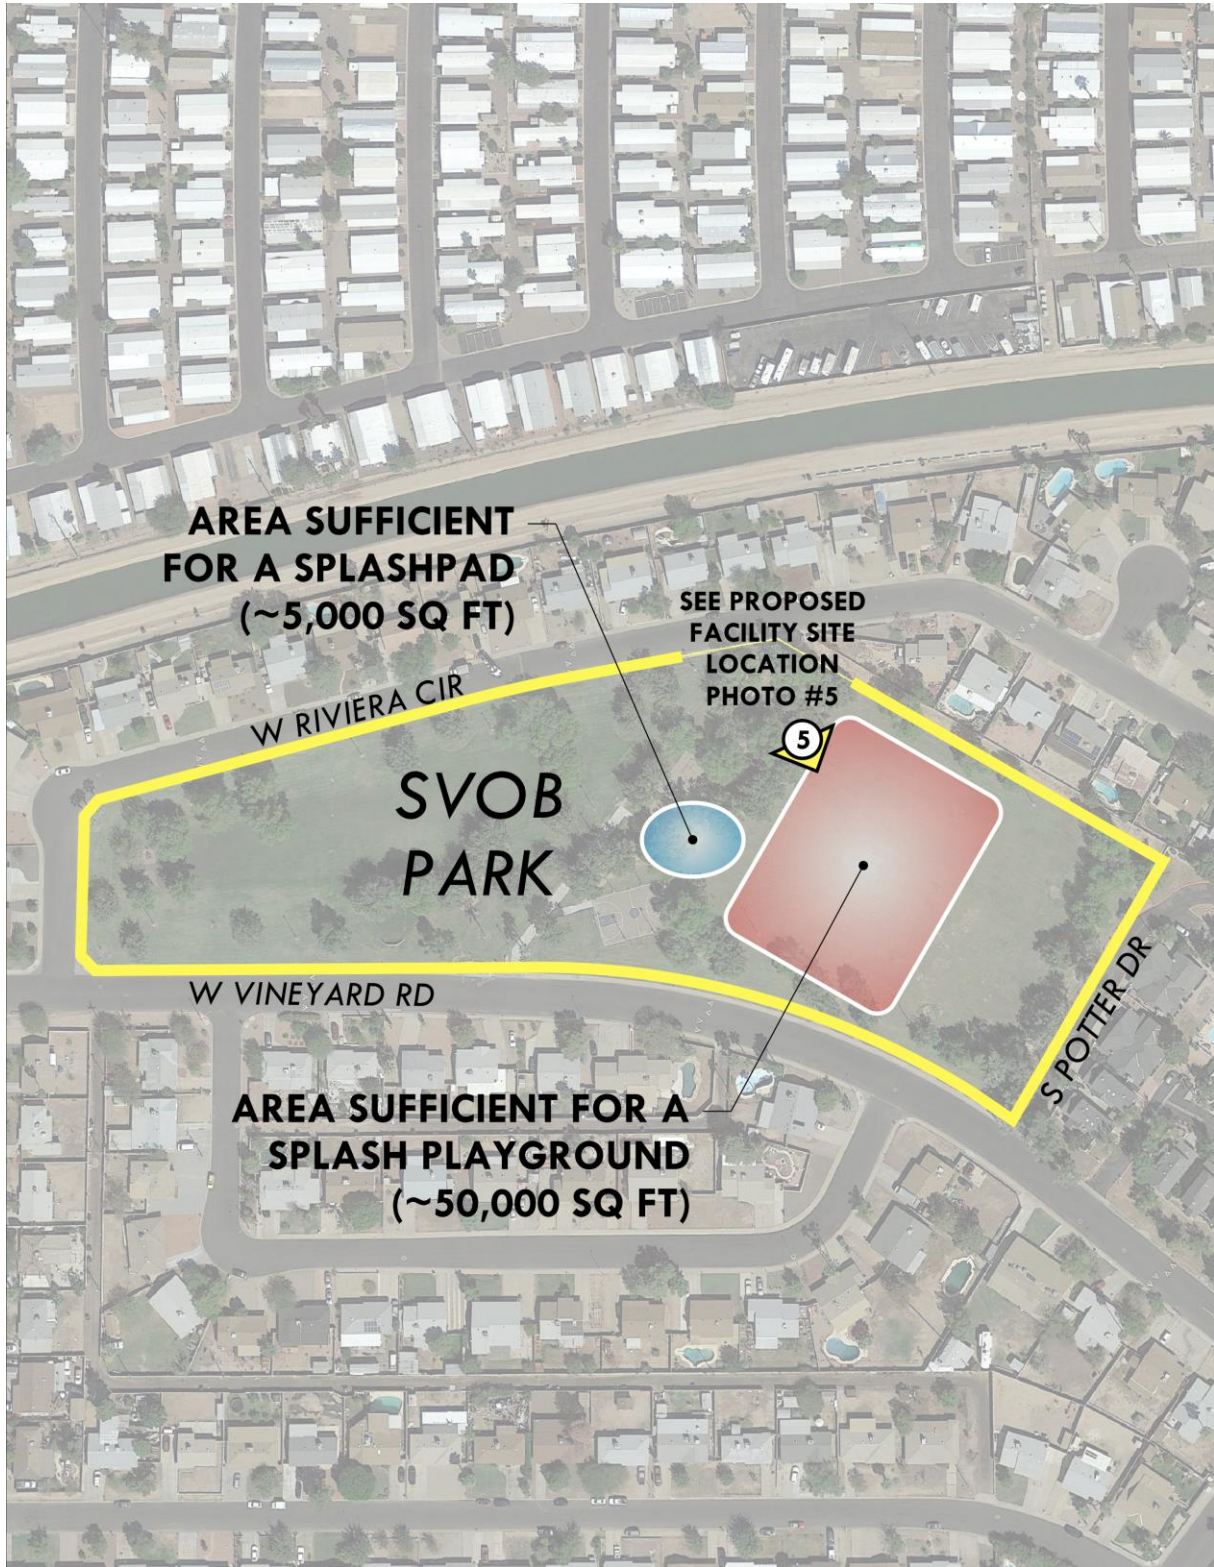 AREA SUFFICIENT
FOR A SPLASHPAD
(~5,000 SQ FT)
SEE PROPOSED
FACILITY SITE
LOCATION
PHOTO #5
5
W RIVIERA CIR
SVOB
PARK
W VINEYARD RD
S POTTER DR
AREA SUFFICIENT FOR A
SPLASH PLAYGROUND
(~50,000 SQ FT)